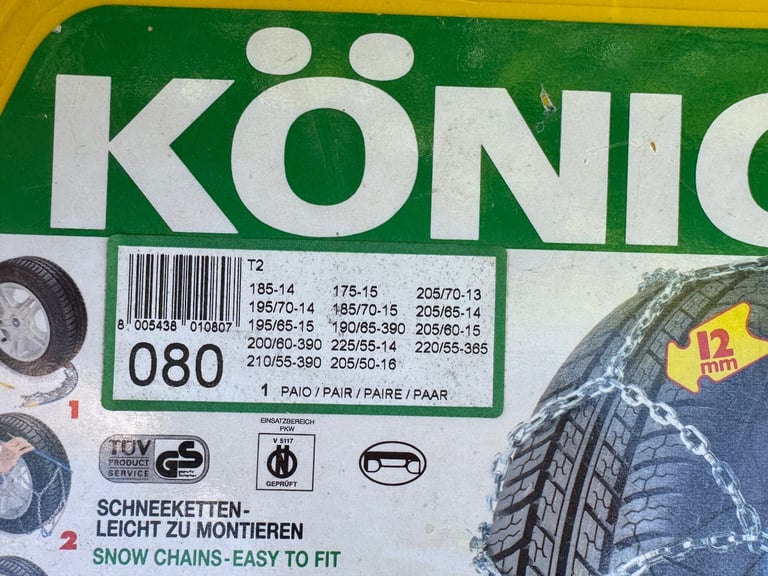 KÖNIG
T2
185-14 175-15 205/70-13
195/70-14 185/70-15 205/65-14
195/65-15 190/65-390 205/60-15
200/60-390 225/55-14 220/55-365
210/55-390 205/50-16
8 005438 010807
080
1 PAIO / PAIR / PAIRE / PAAR
12
mm
1
EINSATZBEREICH
PKW
V 5117
N
GEPRÜFT
TÜV
PRODUCT
SERVICE
GS
SCHNEEKETTEN-
LEICHT ZU MONTIEREN
2
SNOW CHAINS-EASY TO FIT